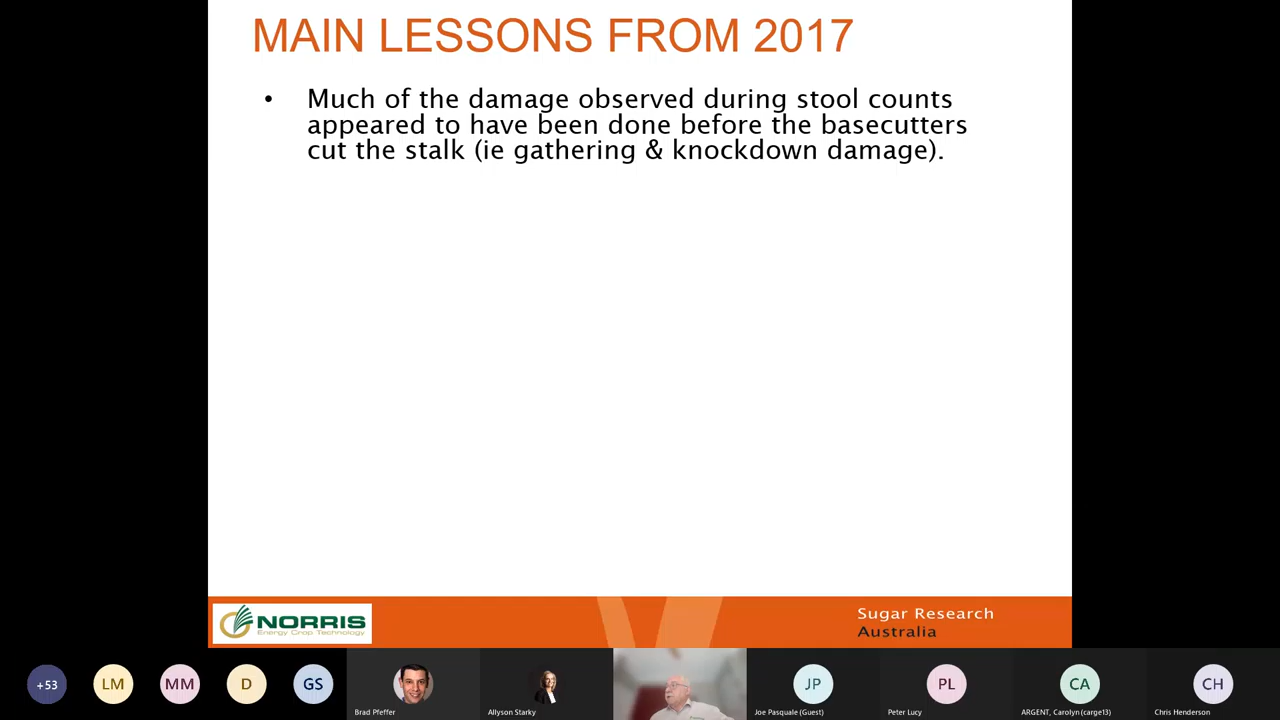 MAIN LESSONS FROM 2017
• Much of the damage observed during stool counts
appeared to have been done before the basecutters
cut the stalk (ie gathering & knockdown damage).
NORRIS
Energy Crop Technology
Sugar Research
Australia
+53
LM
MM
D
GS
JP
PL
CA
CH
Brad Pfeffer
Allyson Starky
Joe Pasquale (Guest)
Peter Lucy
ARGENT, Carolyn (carge13)
Chris Henderson